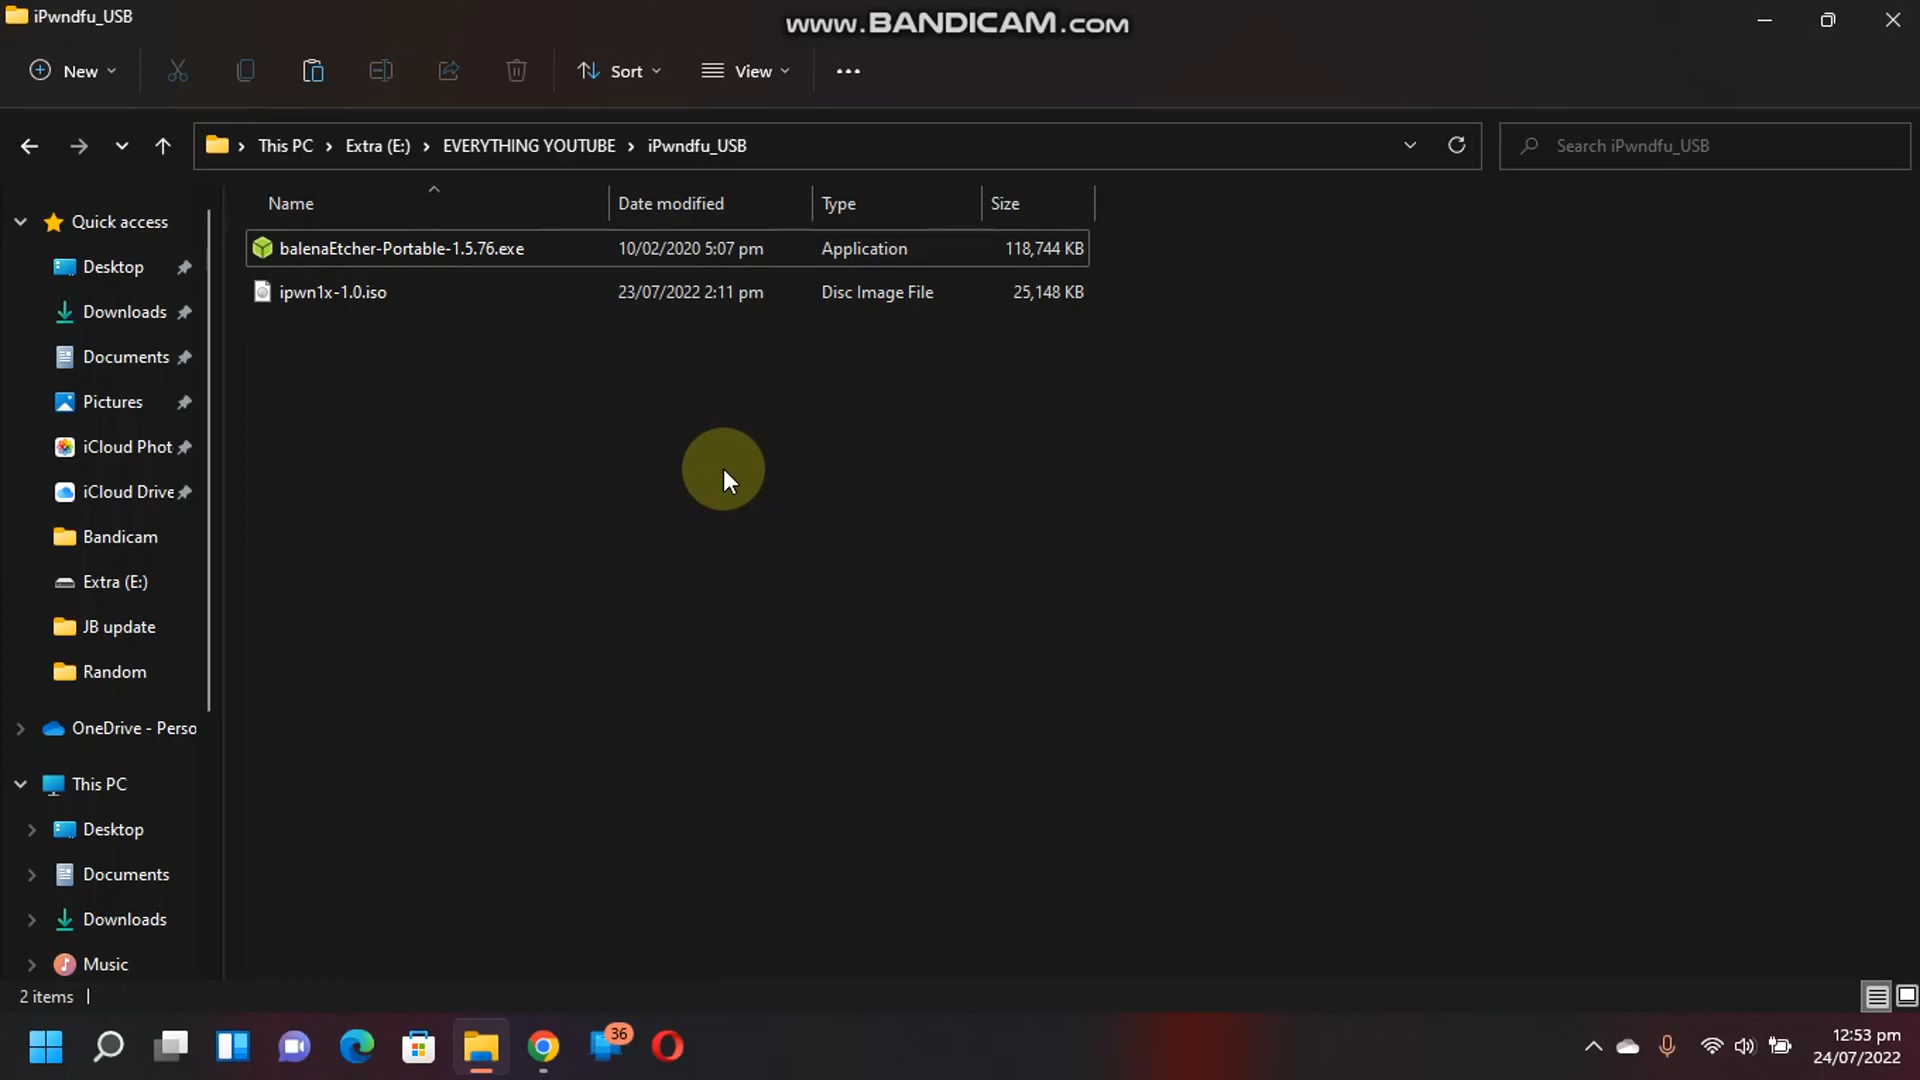 iPwndfu_USB
www.BANDICAM.com
New
Sort
View
This PC
Extra (E:)
EVERYTHING YOUTUBE
iPwndfu_USB
Search iPwndfu_USB
Name
Date modified
Type
Size
balenaEtcher-Portable-1.5.76.exe
10/02/2020 5:07 pm
Application
118,744 KB
ipwn1x-1.0.iso
23/07/2022 2:11 pm
Disc Image File
25,148 KB
Quick access
Desktop
Downloads
Documents
Pictures
iCloud Phot
iCloud Drive
Bandicam
Extra (E:)
JB update
Random
OneDrive - Perso
This PC
Desktop
Documents
Downloads
Music
2 items
36
12:53 pm
24/07/2022